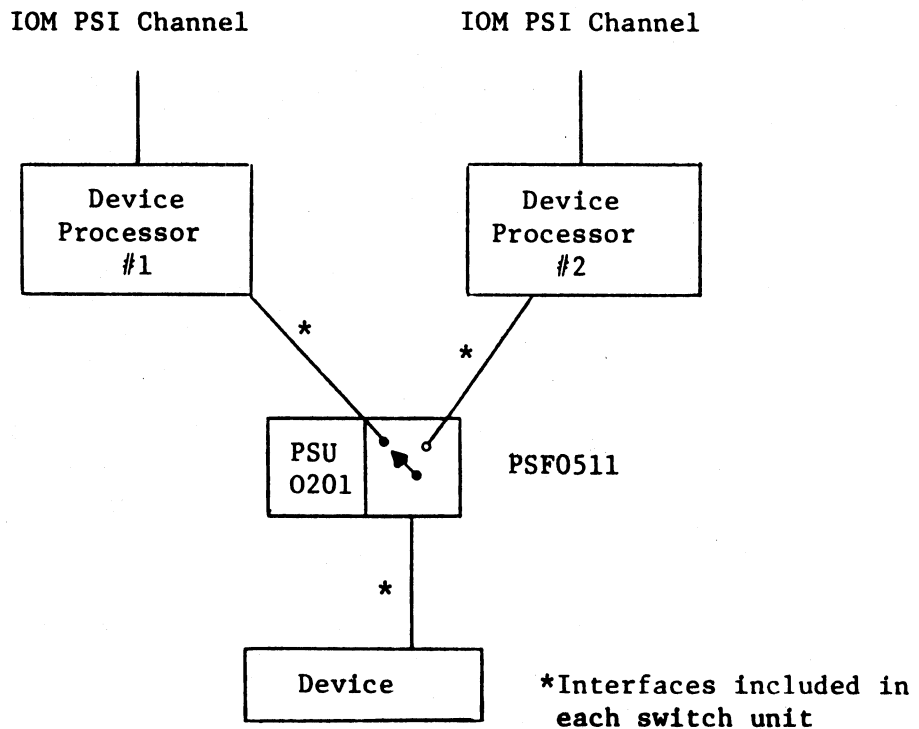 IOM PSI Channel
IOM PSI Channel
Device
Processor
#1
Device
Processor
#2
*
*
PSU
0201
PSF0511
*
Device
*Interfaces included in
each switch unit